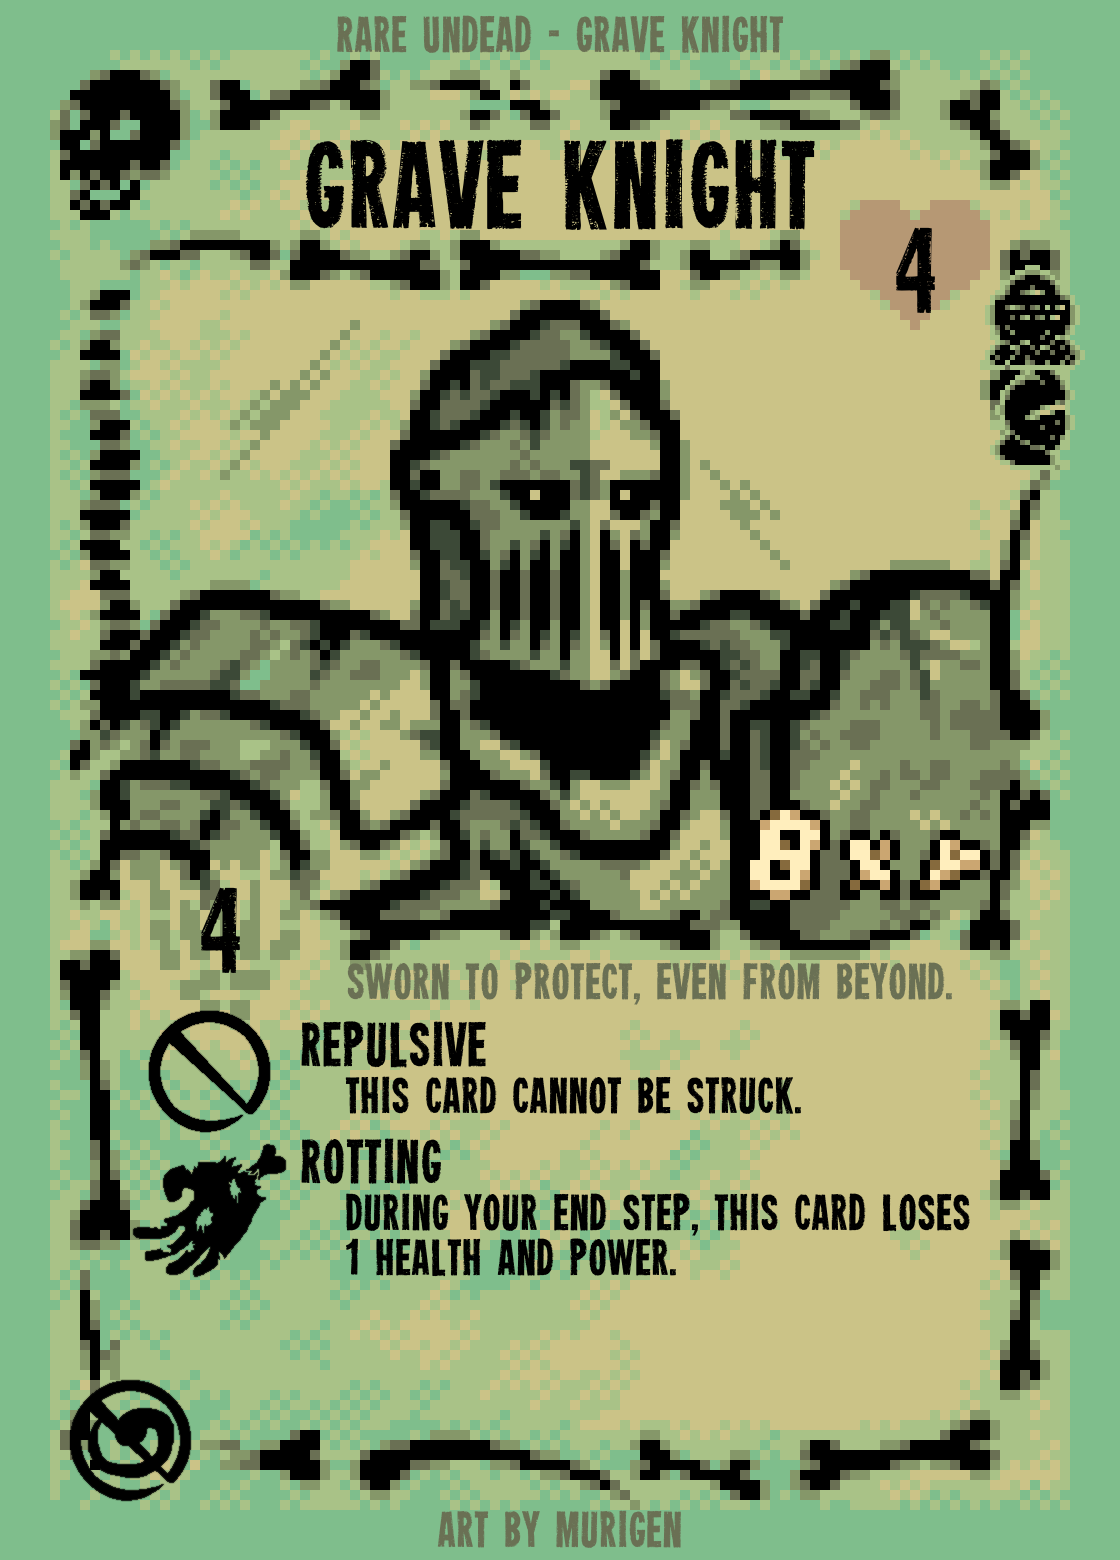 RARE UNDEAD - GRAVE KNIGHT
GRAVE KNIGHT
4
8 x
4
SWORN TO PROTECT, EVEN FROM BEYOND.
REPULSIVE
THIS CARD CANNOT BE STRUCK.
ROTTING
DURING YOUR END STEP, THIS CARD LOSES
1 HEALTH AND POWER.
ART BY MURIGEN